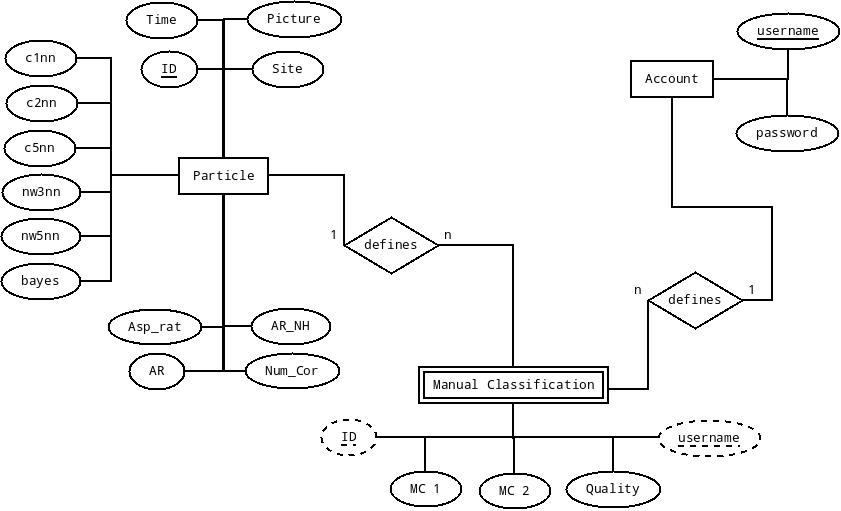 Time
Picture
username
c1nn
ID
Site
Account
c2nn
password
c5nn
Particle
nw3nn
nw5nn
1
defines
n
bayes
n
defines
1
Asp_rat
AR_NH
AR
Num_Cor
Manual Classification
ID
username
MC 1
MC 2
Quality